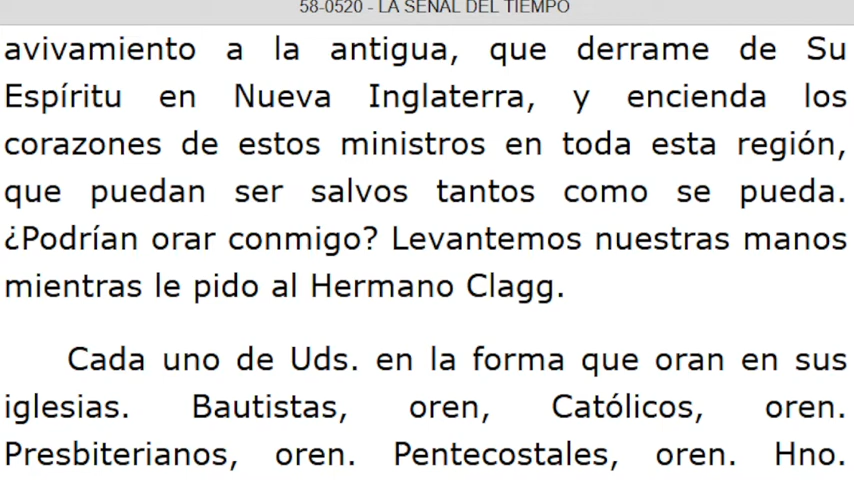 58-0520 - LA SEÑAL DEL TIEMPO
avivamiento a la antigua, que derrame de Su
Espíritu en Nueva Inglaterra, y encienda los
corazones de estos ministros en toda esta región,
que puedan ser salvos tantos como se pueda.
¿Podrían orar conmigo? Levantemos nuestras manos
mientras le pido al Hermano Clagg.
Cada uno de Uds. en la forma que oran en sus
iglesias. Bautistas, oren, Católicos, oren.
Presbiterianos, oren. Pentecostales, oren. Hno.